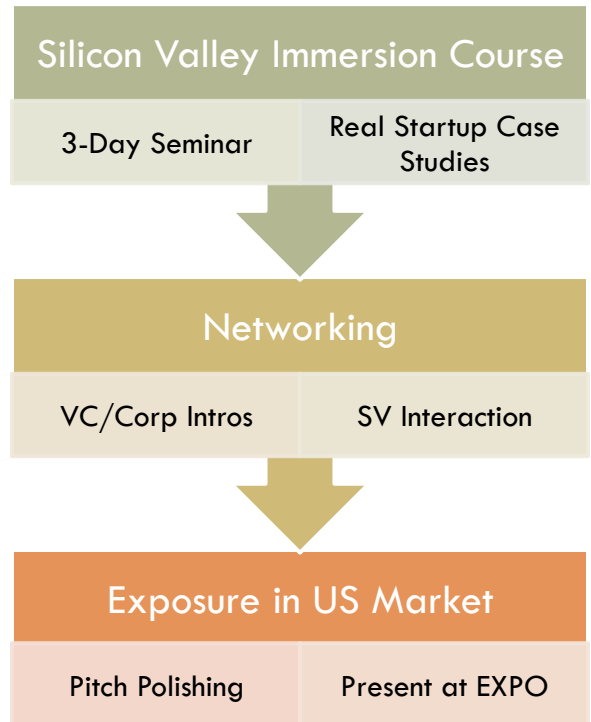 Silicon Valley Immersion Course
3-Day Seminar
Real Startup Case
Studies
Networking
VC/Corp Intros
SV Interaction
Exposure in US Market
Pitch Polishing
Present at EXPO